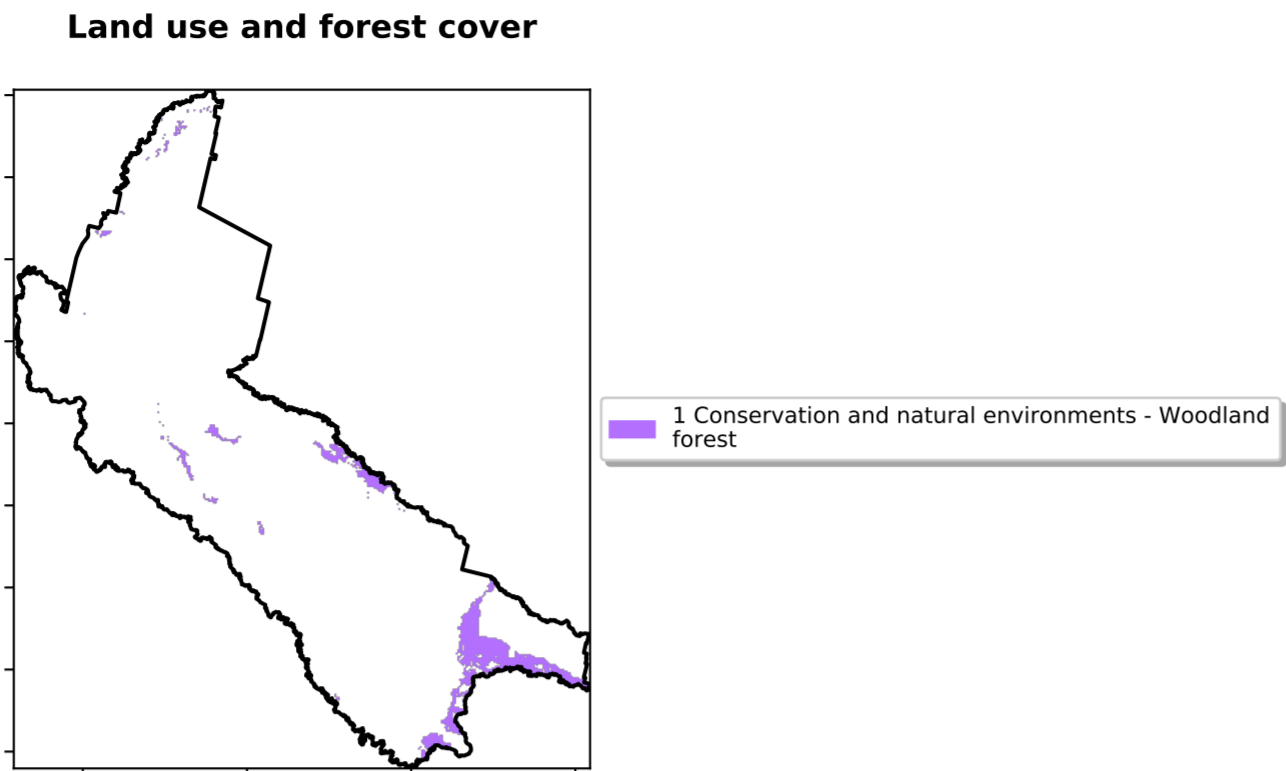 Land use and forest cover
1 Conservation and natural environments - Woodland
forest